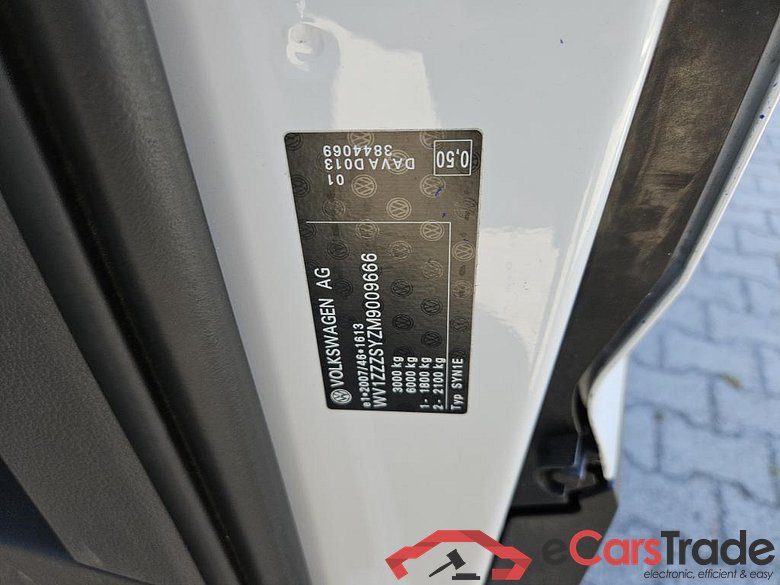 VOLKSWAGEN AG
e1*2007/46*1613
WV1ZZZSYZM9009666
3000 kg
6000 kg
1- 1800 kg
2- 2100 kg
Typ SYN1E
01
DAVA D013
3844069
0,50
eCarsTrade
electronic, efficient & easy